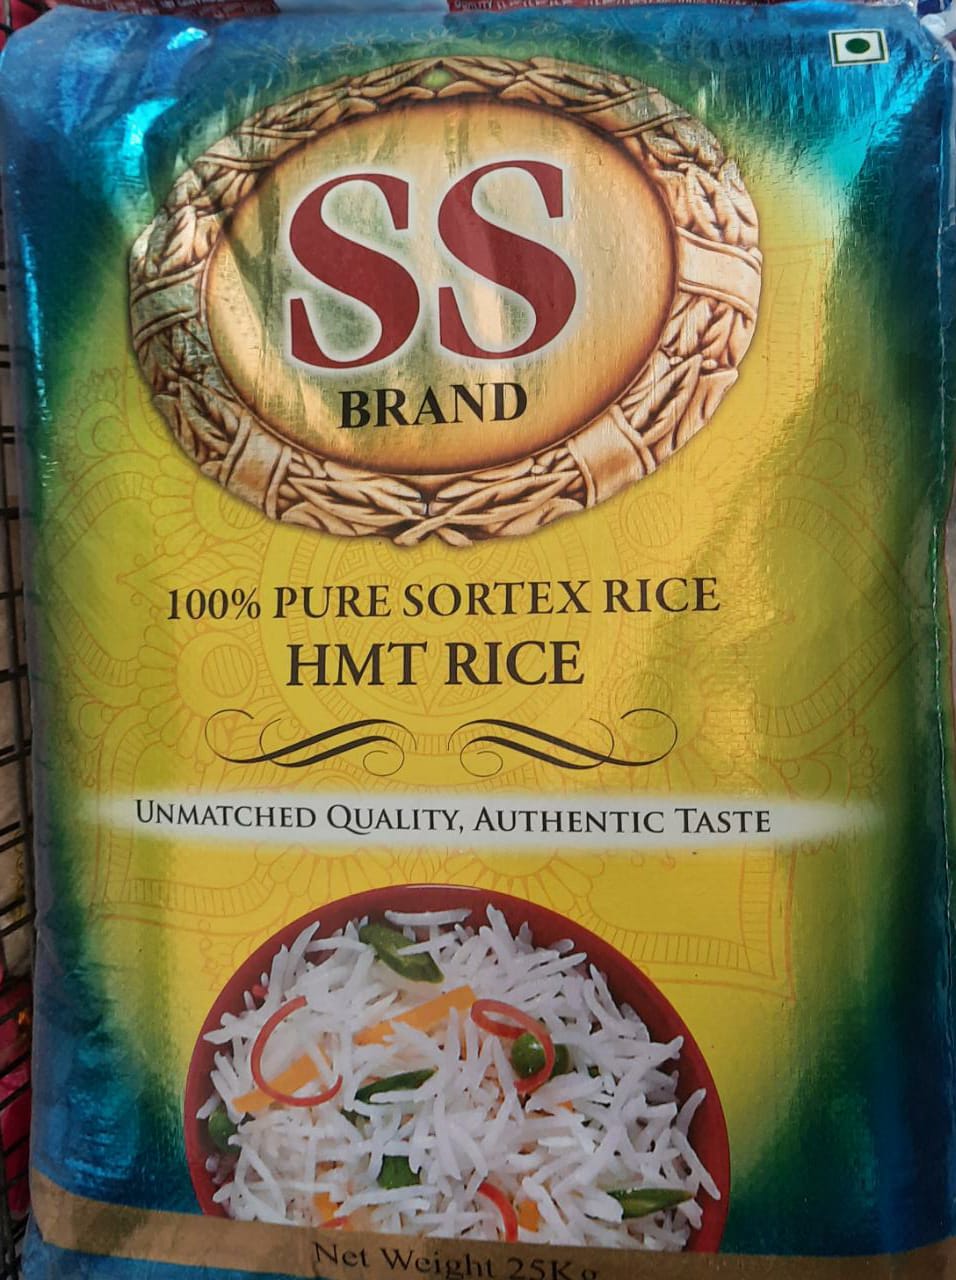 SS
BRAND
100% PURE SORTEX RICE
HMT RICE
UNMATCHED QUALITY, AUTHENTIC TASTE
Net Weight 25Kg